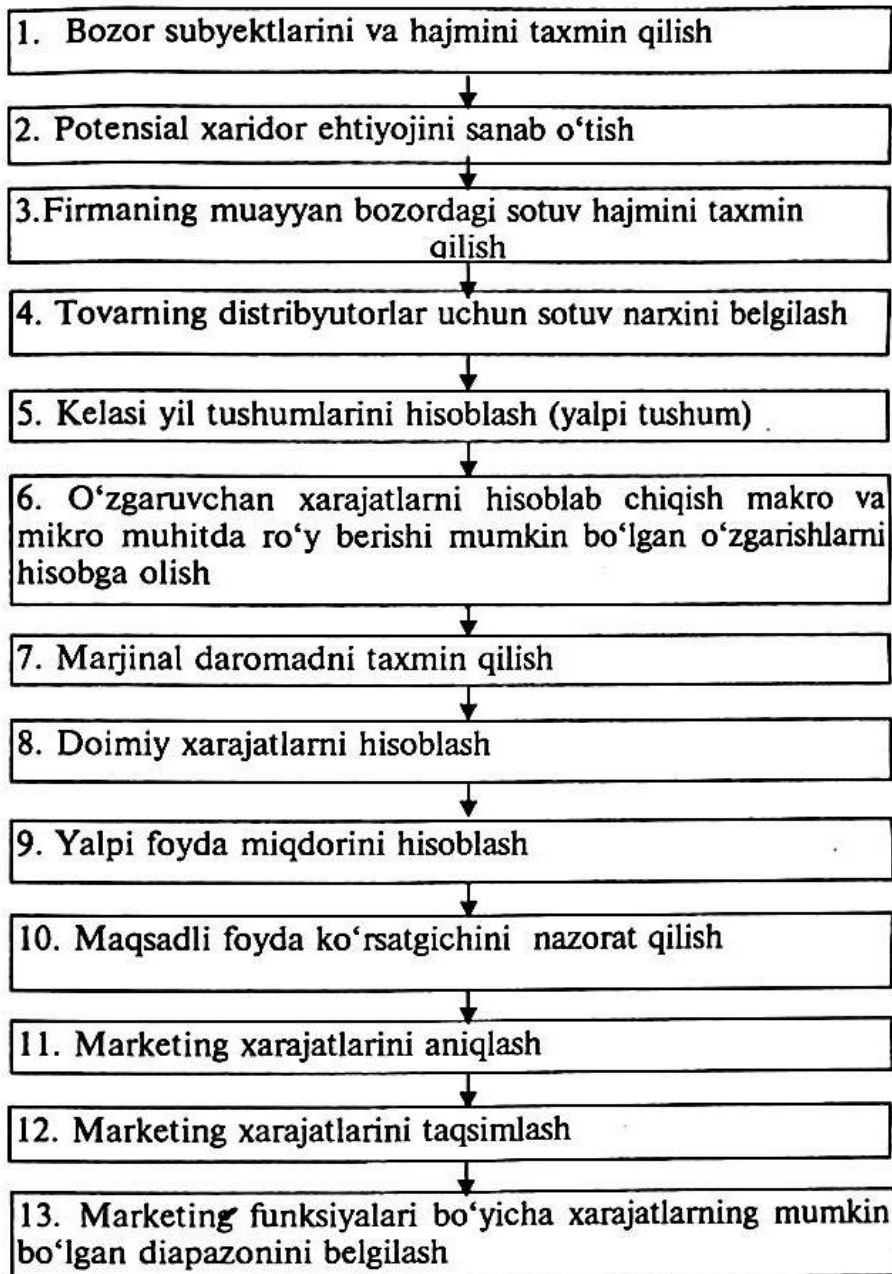 1. Bozor subyektlarini va hajmini taxmin qilish
2. Potensial xaridor ehtiyojini sanab o‘tish
3.Firmaning muayyan bozordagi sotuv hajmini taxmin
qilish
4. Tovarning distribyutorlar uchun sotuv narxini belgilash
5. Kelasi yil tushumlarini hisoblash (yalpi tushum)
6. O‘zgaruvchan xarajatlarni hisoblab chiqish makro va
mikro muhitda ro‘y berishi mumkin bo‘lgan o‘zgarishlarni
hisobga olish
7. Marjinal daromadni taxmin qilish
8. Doimiy xarajatlarni hisoblash
9. Yalpi foyda miqdorini hisoblash
10. Maqsadli foyda ko‘rsatgichini nazorat qilish
11. Marketing xarajatlarini aniqlash
12. Marketing xarajatlarini taqsimlash
13. Marketing funksiyalari bo‘yicha xarajatlarning mumkin
bo‘lgan diapazonini belgilash